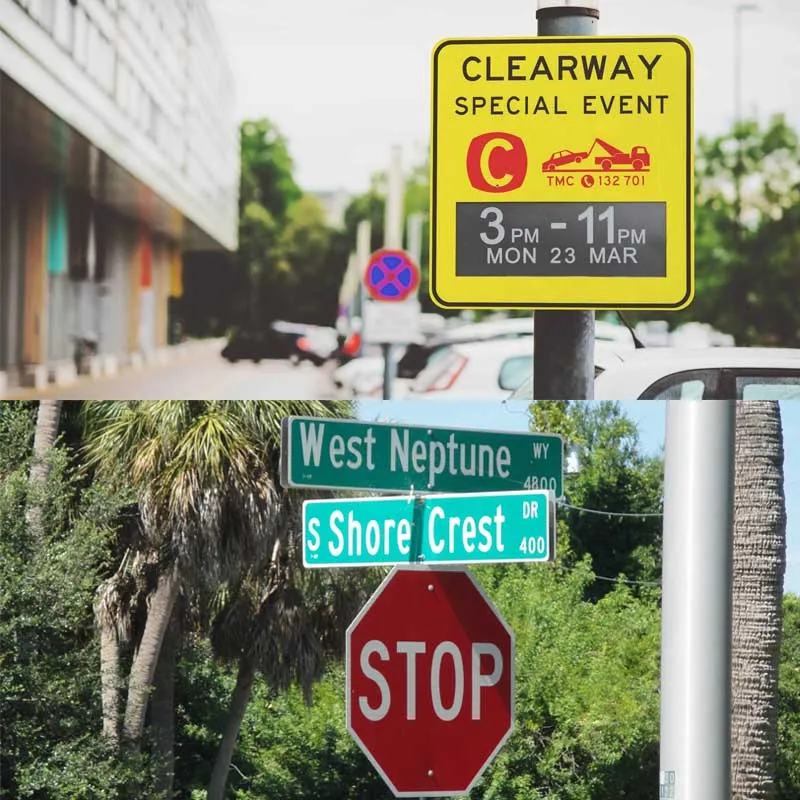 CLEARWAY
SPECIAL EVENT
C
TMC 132 701
3PM - 11PM
MON 23 MAR
West Neptune WY
4800
S Shore Crest DR
400
STOP